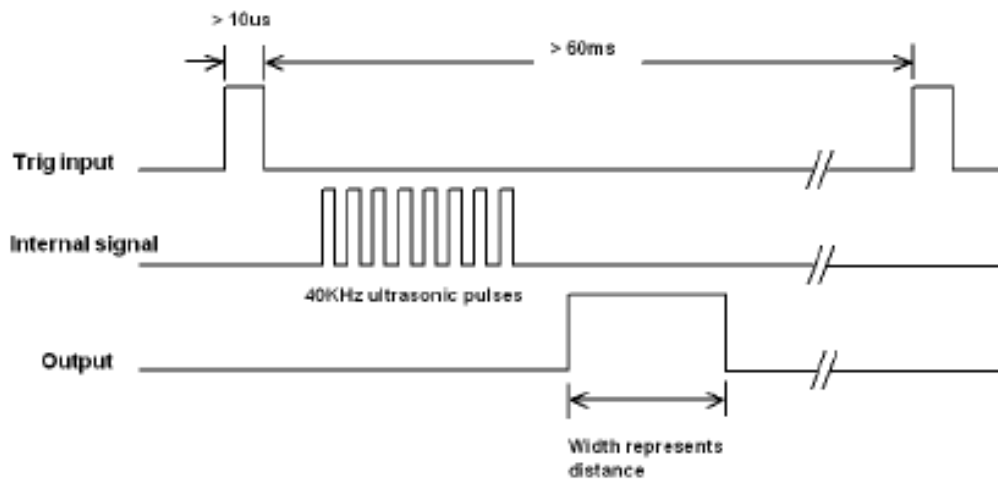 > 10us
> 60ms
Trig input
Internal signal
40KHz ultrasonic pulses
Output
Width represents
distance